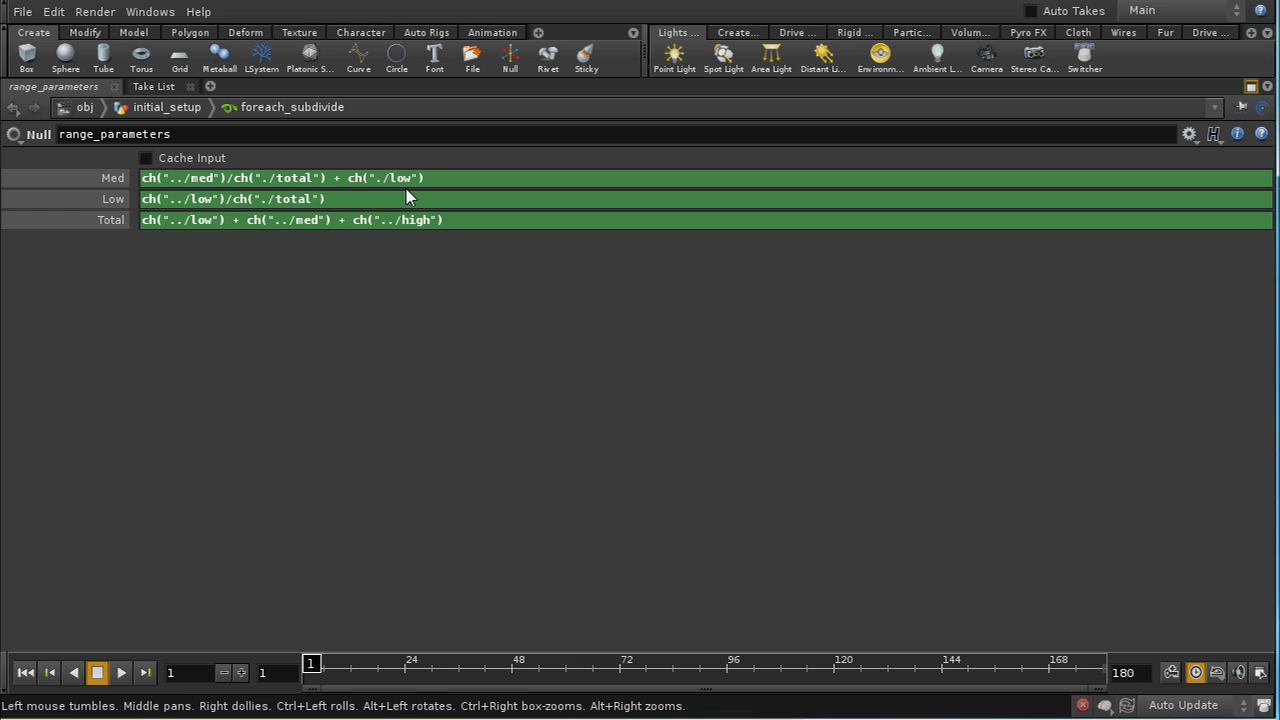 File Edit Render Windows Help Auto Takes Main
Create Modify Model Polygon Deform Texture Character Auto Rigs Animation Lights ... Create... Drive ... Rigid ... Partic... Volum... Pyro FX Cloth Wires Fur Drive ...
Box Sphere Tube Torus Grid Metaball LSystem Platonic S... Curve Circle Font File Null Rivet Sticky Point Light Spot Light Area Light Distant Li... Environm... Ambient L... Camera Stereo Ca... Switcher
range_parameters Take List
obj initial_setup foreach_subdivide
Null range_parameters
Cache Input
Med ch("../med")/ch("./total") + ch("./low")
Low ch("../low")/ch("./total")
Total ch("../low") + ch("../med") + ch("../high")
1 1 1 24 48 72 96 120 144 168 180
Left mouse tumbles. Middle pans. Right dollies. Ctrl+Left rolls. Alt+Left rotates. Ctrl+Right box-zooms. Alt+Right zooms. Auto Update